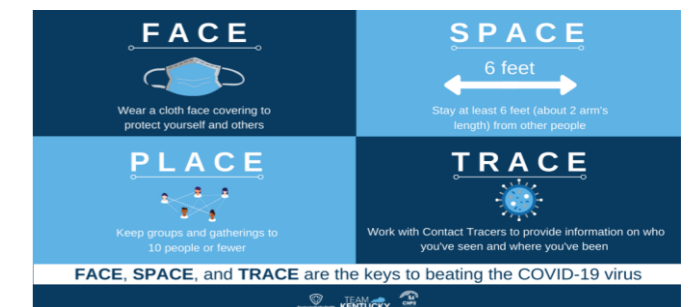 FACE
Wear a cloth face covering to
protect yourself and others
SPACE
6 feet
Stay at least 6 feet (about 2 arm's
length) from other people
PLACE
Keep groups and gatherings to
10 people or fewer
TRACE
Work with Contact Tracers to provide information on who
you've seen and where you've been
FACE, SPACE, and TRACE are the keys to beating the COVID-19 virus
TEAM
KENTUCKY